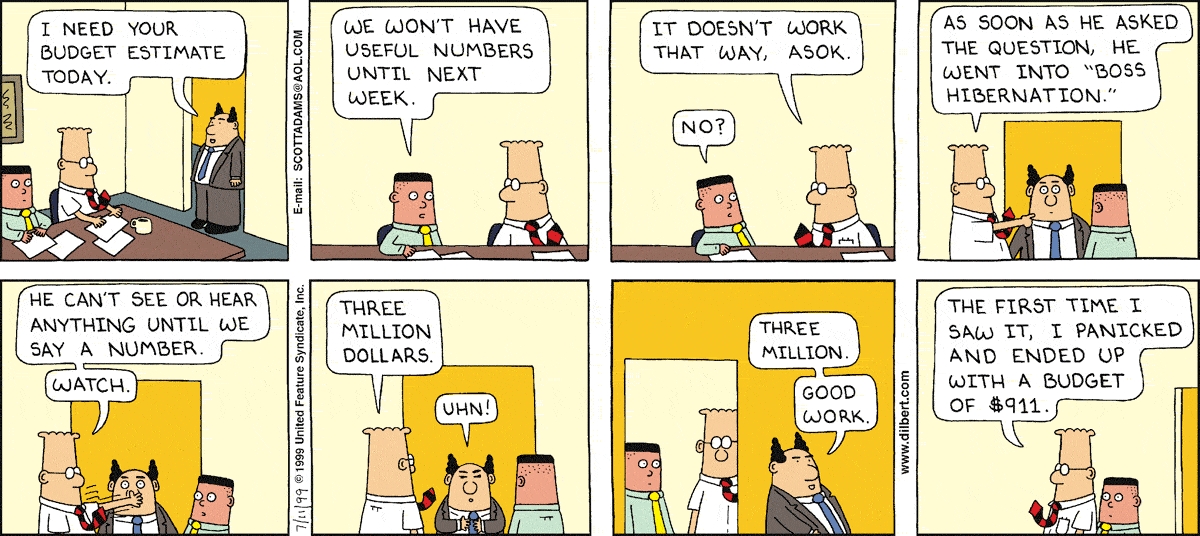 I NEED YOUR
BUDGET ESTIMATE
TODAY.
WE WON'T HAVE
USEFUL NUMBERS
UNTIL NEXT
WEEK.
E-mail: SCOTTADAMS@AOL.COM
IT DOESN'T WORK
THAT WAY, ASOK.
NO?
AS SOON AS HE ASKED
THE QUESTION, HE
WENT INTO "BOSS
HIBERNATION."
HE CAN'T SEE OR HEAR
ANYTHING UNTIL WE
SAY A NUMBER.
WATCH.
7/11/99 © 1999 United Feature Syndicate, Inc.
THREE
MILLION
DOLLARS.
UHN!
THREE
MILLION.
GOOD
WORK.
www.dilbert.com
THE FIRST TIME I
SAW IT, I PANICKED
AND ENDED UP
WITH A BUDGET
OF $911.